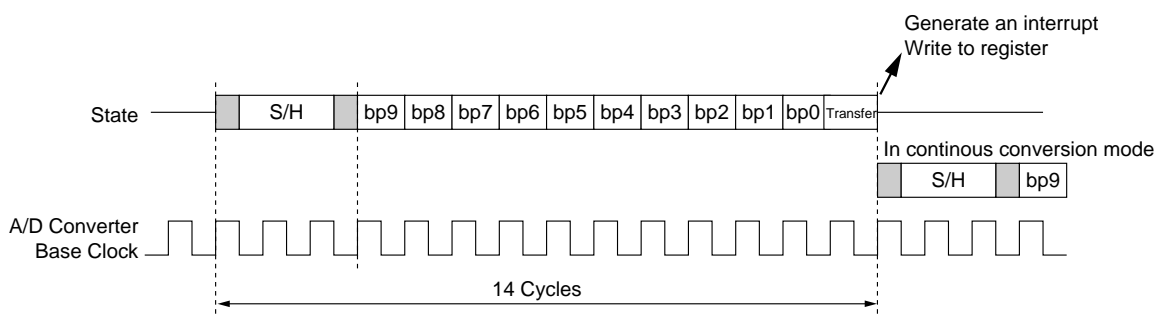 Generate an interrupt
Write to register
State S/H bp9 bp8 bp7 bp6 bp5 bp4 bp3 bp2 bp1 bp0 Transfer
In continous conversion mode
S/H bp9
A/D Converter
Base Clock
14 Cycles